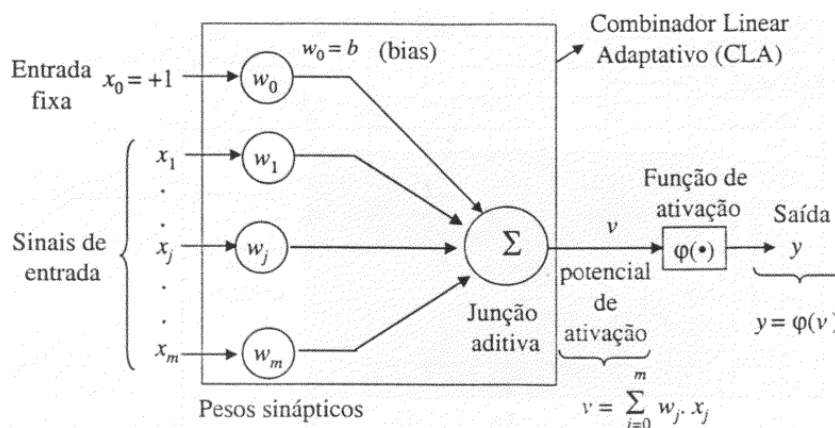 w₀ = b (bias)
Combinador Linear
Adaptativo (CLA)
Entrada
fixa
x₀ = +1
w₀
x₁
w₁
.
.
Sinais de
entrada
xⱼ
wⱼ
.
.
xₘ
wₘ
Σ
Junção
aditiva
v
potencial
de
ativação
Função de
ativação
φ(•)
Saída
y
y = φ(v)
Pesos sinápticos
v = ∑ⱼ₌₀ᵐ wⱼ. xⱼ